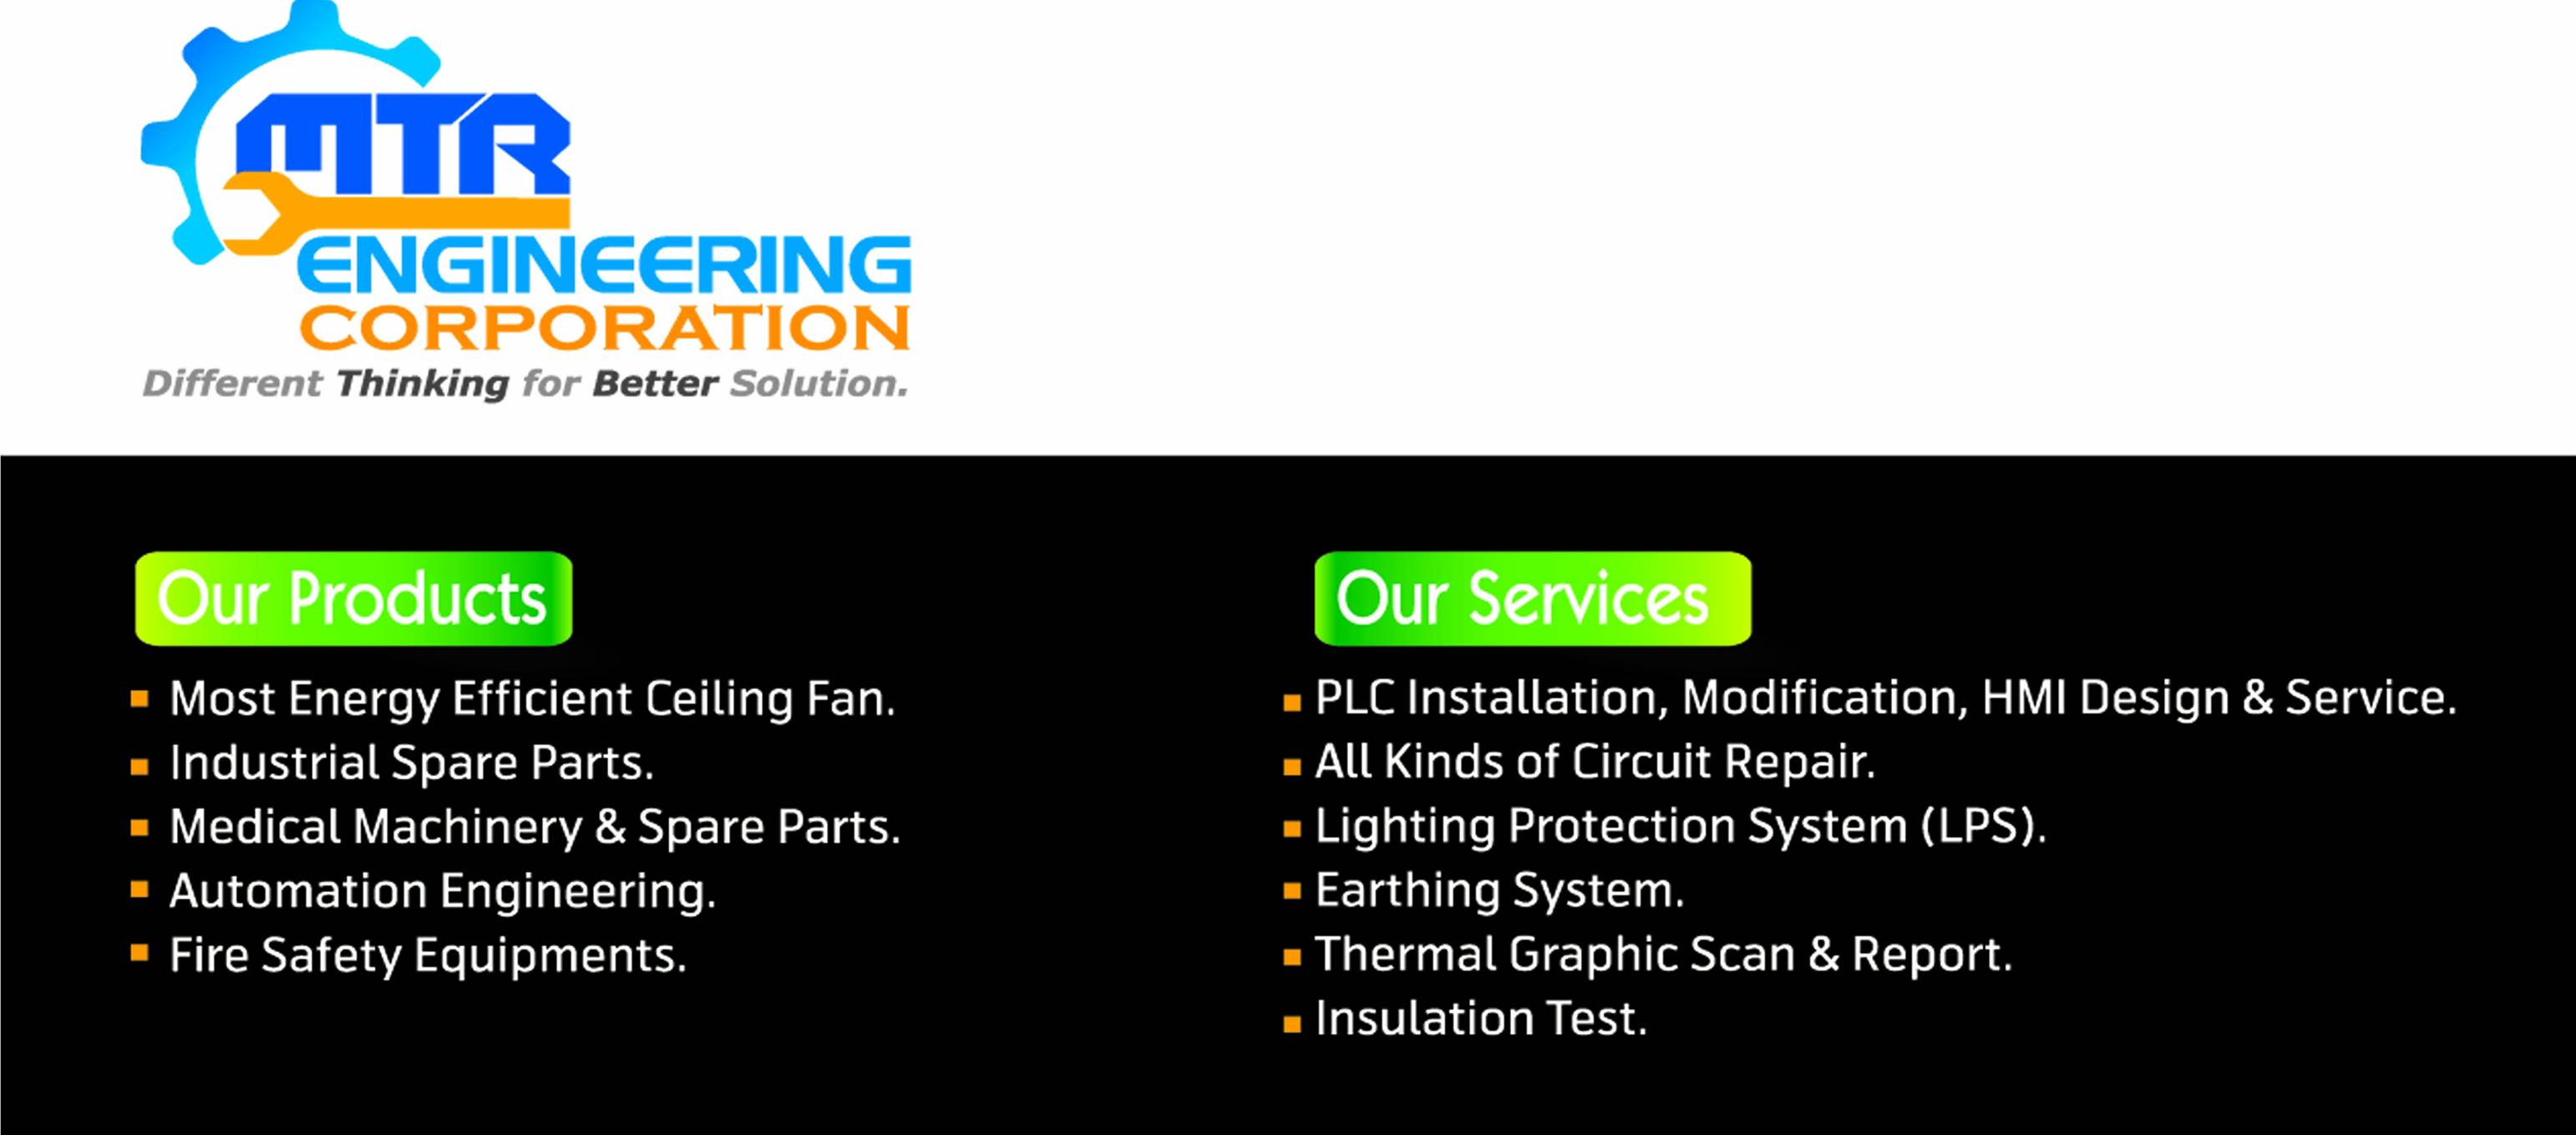 MTR
ENGINEERING
CORPORATION
Different Thinking for Better Solution.
Our Products
Most Energy Efficient Ceiling Fan.
Industrial Spare Parts.
Medical Machinery & Spare Parts.
Automation Engineering.
Fire Safety Equipments.
Our Services
PLC Installation, Modification, HMI Design & Service.
All Kinds of Circuit Repair.
Lighting Protection System (LPS).
Earthing System.
Thermal Graphic Scan & Report.
Insulation Test.